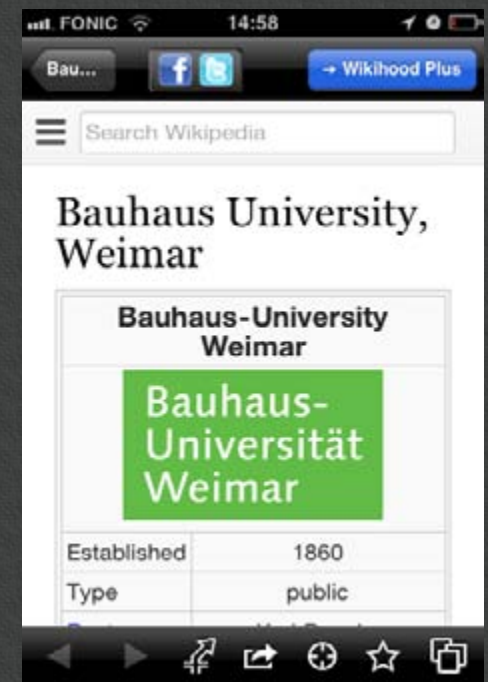 FONIC 14:58
Bau... f → Wikihood Plus
Search Wikipedia
Bauhaus University,
Weimar
Bauhaus-University
Weimar
Bauhaus-
Universität
Weimar
Established 1860
Type public